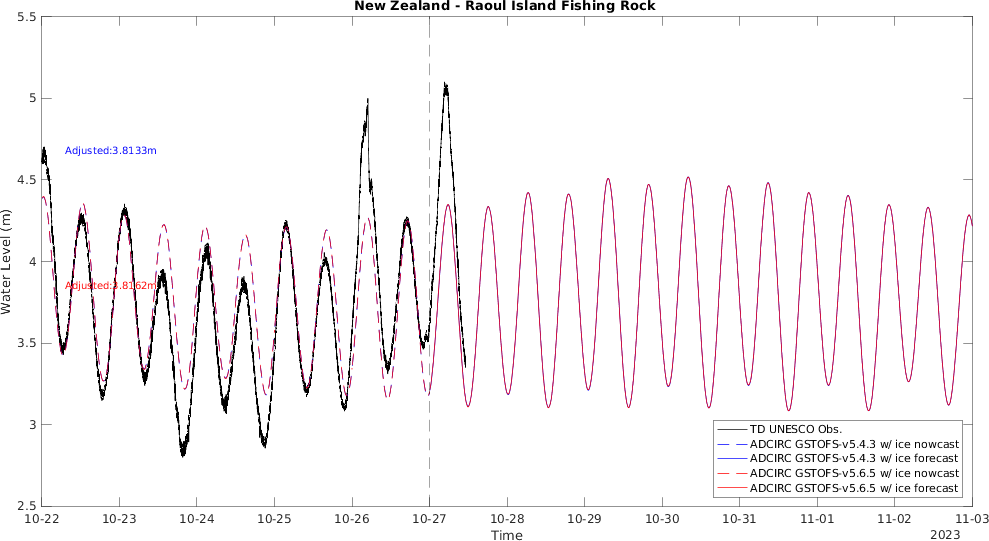 New Zealand - Raoul Island Fishing Rock
5.5
5
4.5
4
3.5
3
2.5
Water Level (m)
Adjusted:3.8133m
Adjusted:3.8162m
TD UNESCO Obs.
ADCIRC GSTOFS-v5.4.3 w/ ice nowcast
ADCIRC GSTOFS-v5.4.3 w/ ice forecast
ADCIRC GSTOFS-v5.6.5 w/ ice nowcast
ADCIRC GSTOFS-v5.6.5 w/ ice forecast
10-22 10-23 10-24 10-25 10-26 10-27 10-28 10-29 10-30 10-31 11-01 11-02 11-03
Time
2023